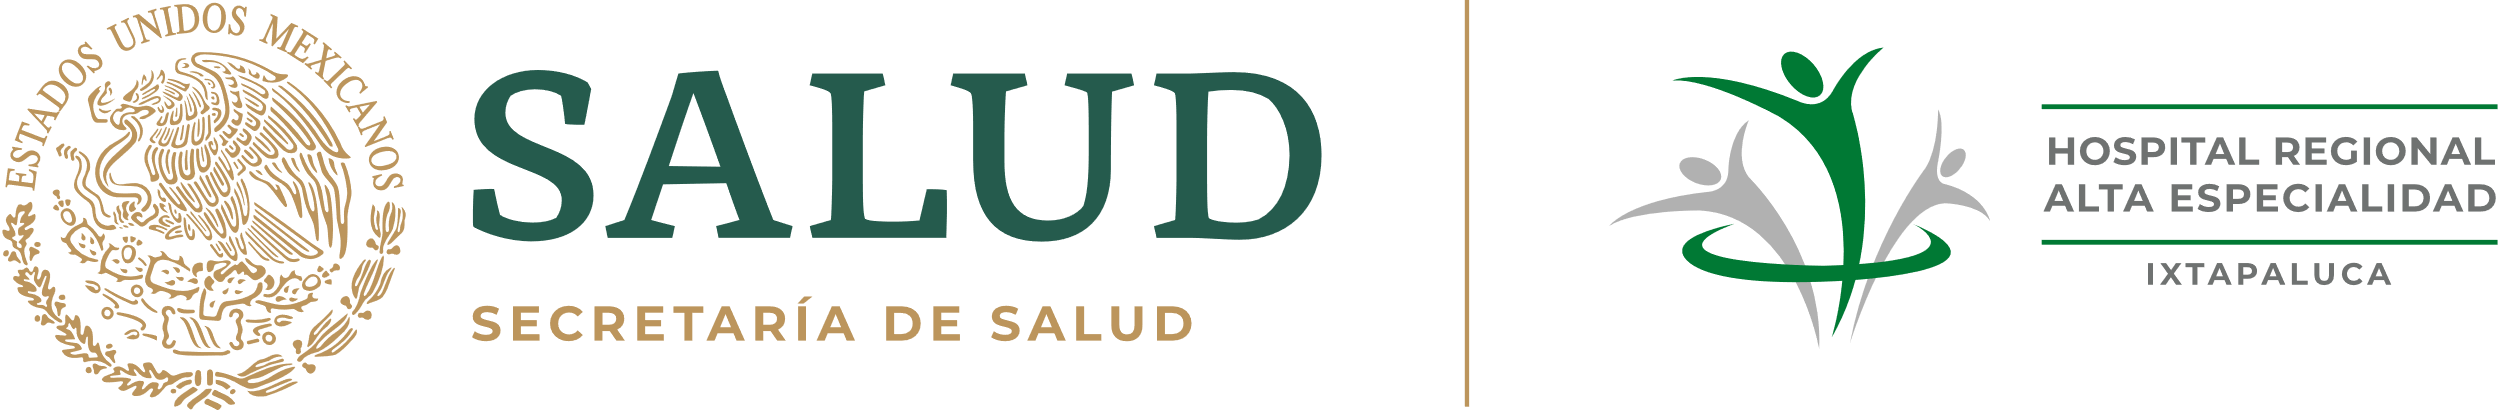 ESTADOS UNIDOS MEXICANOS
SALUD
SECRETARÍA DE SALUD
HOSPITAL REGIONAL
ALTA ESPECIALIDAD
IXTAPALUCA